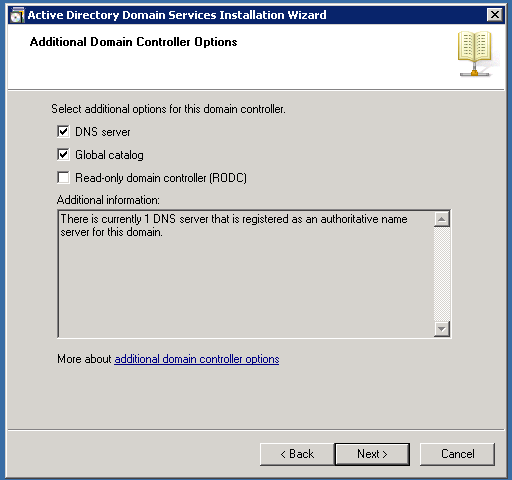 Active Directory Domain Services Installation Wizard
Additional Domain Controller Options
Select additional options for this domain controller.
DNS server
Global catalog
Read-only domain controller (RODC)
Additional information:
There is currently 1 DNS server that is registered as an authoritative name
server for this domain.
More about additional domain controller options
< Back Next > Cancel